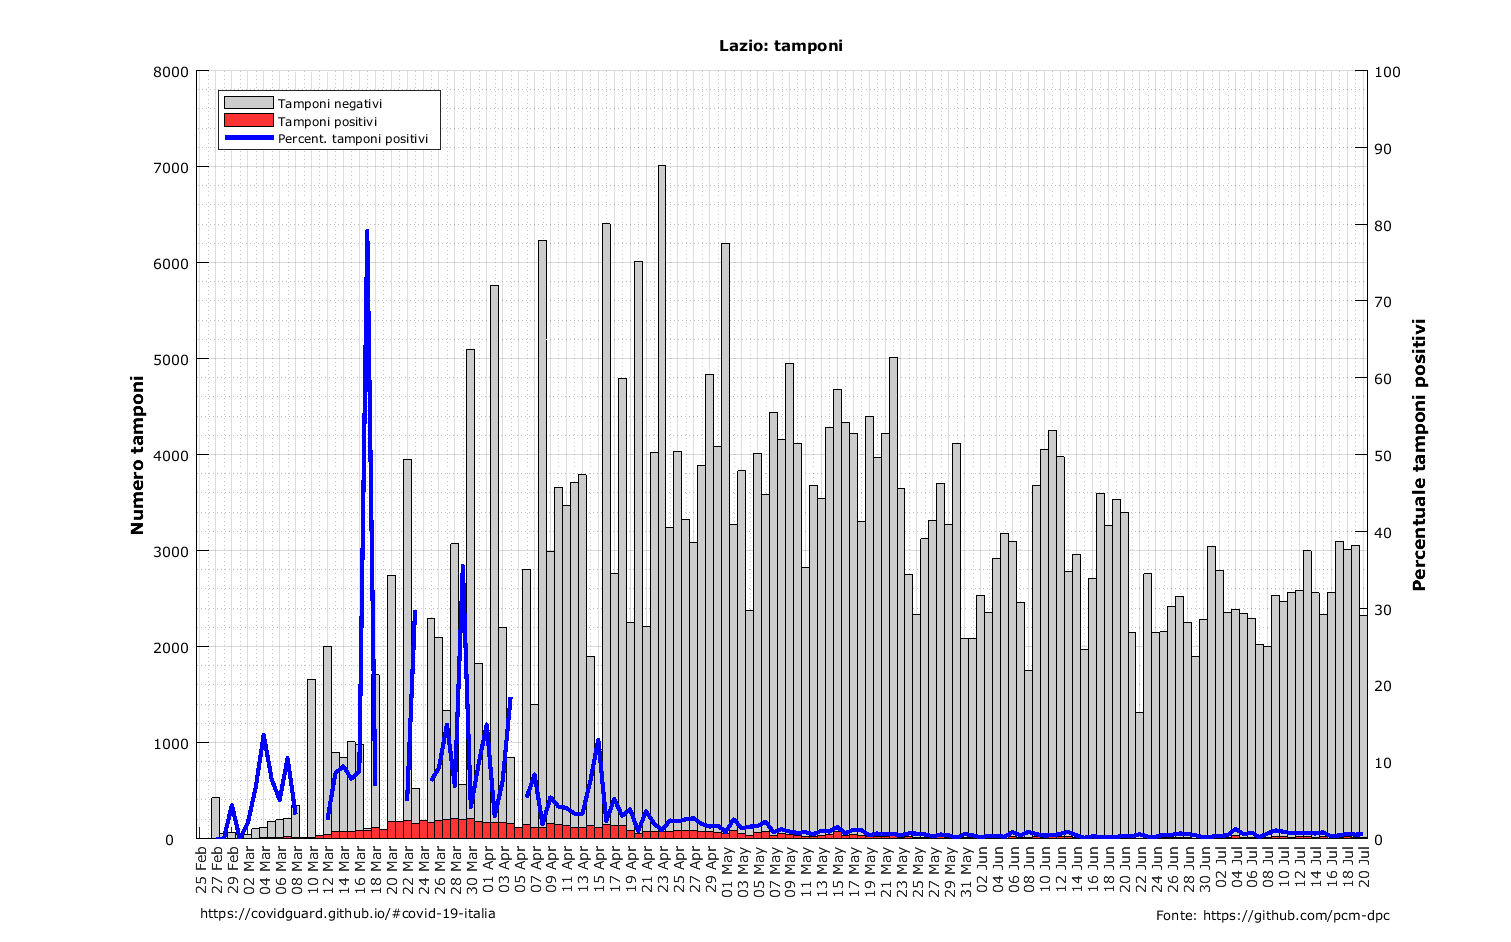 Lazio: tamponi
8000
7000
6000
5000
4000
3000
2000
1000
0
Numero tamponi
Tamponi negativi
Tamponi positivi
Percent. tamponi positivi
100
90
80
70
60
50
40
30
20
10
0
Percentuale tamponi positivi
25 Feb
27 Feb
29 Feb
02 Mar
04 Mar
06 Mar
08 Mar
10 Mar
12 Mar
14 Mar
16 Mar
18 Mar
20 Mar
22 Mar
24 Mar
26 Mar
28 Mar
30 Mar
01 Apr
03 Apr
05 Apr
07 Apr
09 Apr
11 Apr
13 Apr
15 Apr
17 Apr
19 Apr
21 Apr
23 Apr
25 Apr
27 Apr
29 Apr
01 May
03 May
05 May
07 May
09 May
11 May
13 May
15 May
17 May
19 May
21 May
23 May
25 May
27 May
29 May
31 May
02 Jun
04 Jun
06 Jun
08 Jun
10 Jun
12 Jun
14 Jun
16 Jun
18 Jun
20 Jun
22 Jun
24 Jun
26 Jun
28 Jun
30 Jun
02 Jul
04 Jul
06 Jul
08 Jul
10 Jul
12 Jul
14 Jul
16 Jul
18 Jul
20 Jul
https://covidguard.github.io/#covid-19-italia
Fonte: https://github.com/pcm-dpc